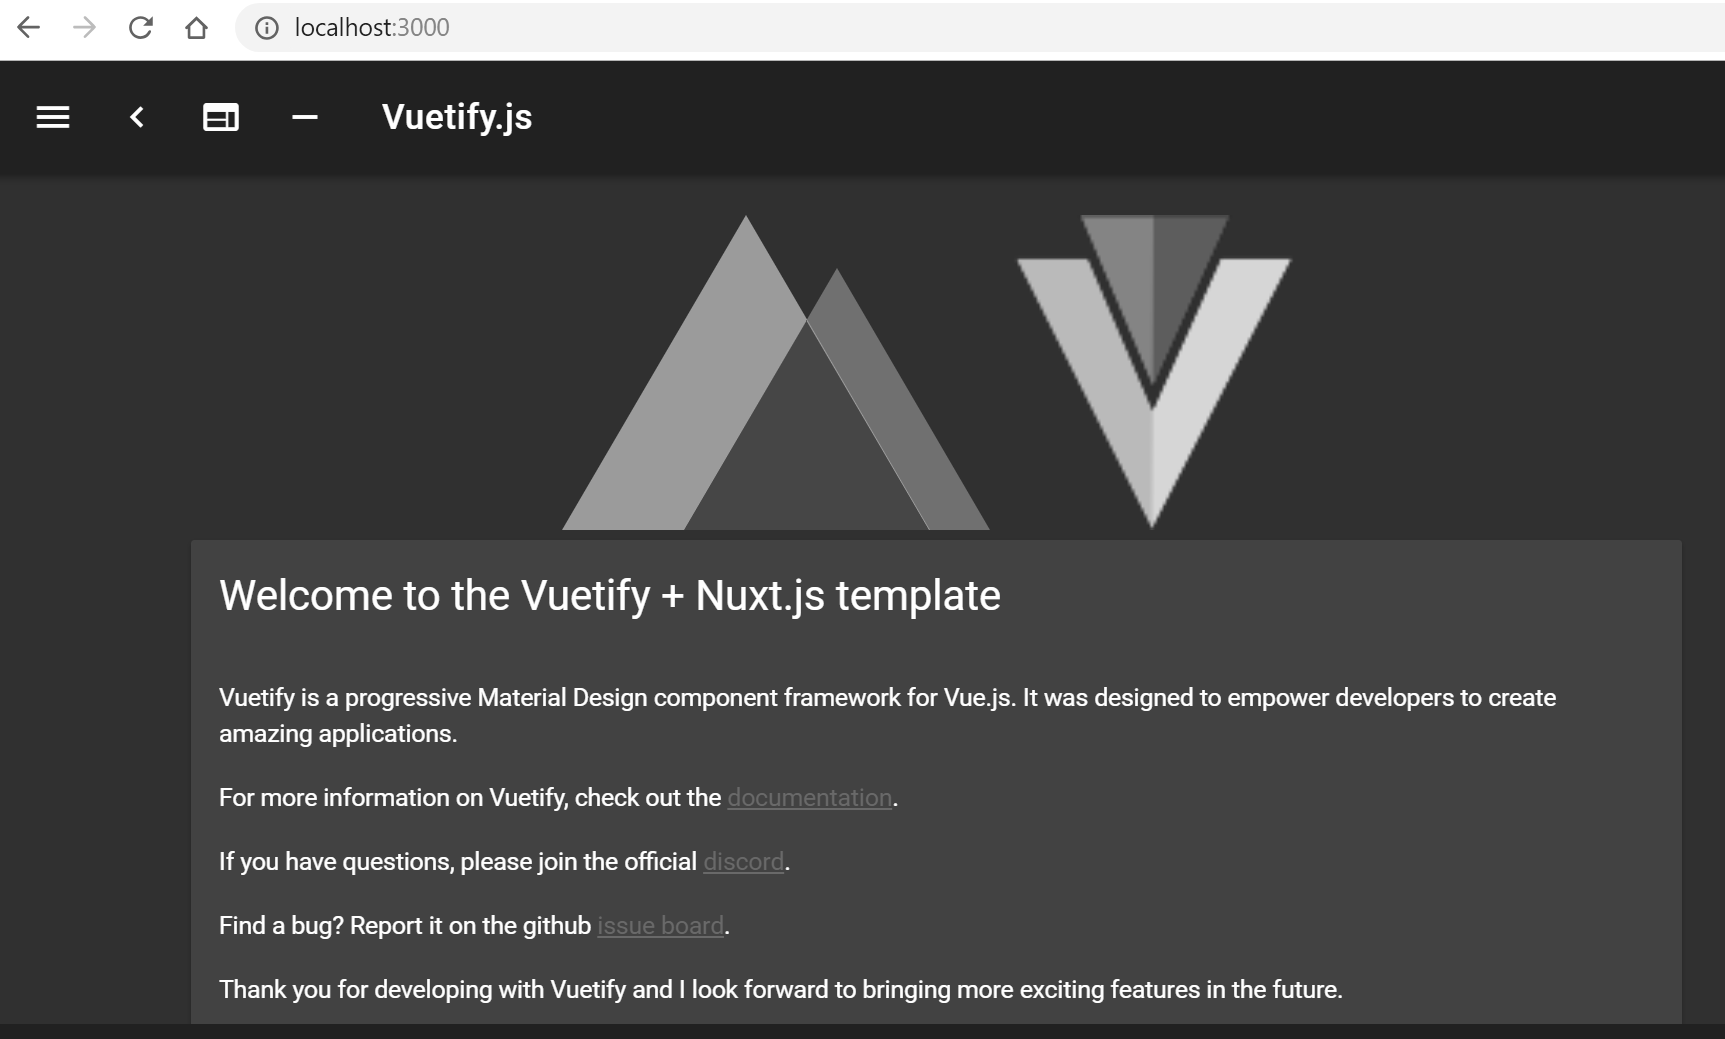 localhost:3000
Vuetify.js
Welcome to the Vuetify + Nuxt.js template
Vuetify is a progressive Material Design component framework for Vue.js. It was designed to empower developers to create
amazing applications.
For more information on Vuetify, check out the documentation.
If you have questions, please join the official discord.
Find a bug? Report it on the github issue board.
Thank you for developing with Vuetify and I look forward to bringing more exciting features in the future.